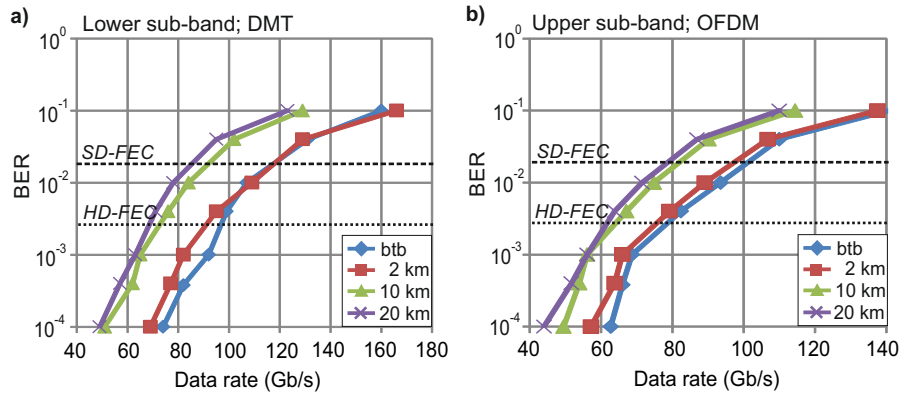 a) Lower sub-band; DMT
10^0
10^-1
10^-2
10^-3
10^-4
BER
SD-FEC
HD-FEC
btb
2 km
10 km
20 km
40 60 80 100 120 140 160 180
Data rate (Gb/s)
b) Upper sub-band; OFDM
10^0
10^-1
10^-2
10^-3
10^-4
BER
SD-FEC
HD-FEC
btb
2 km
10 km
20 km
40 60 80 100 120 140
Data rate (Gb/s)